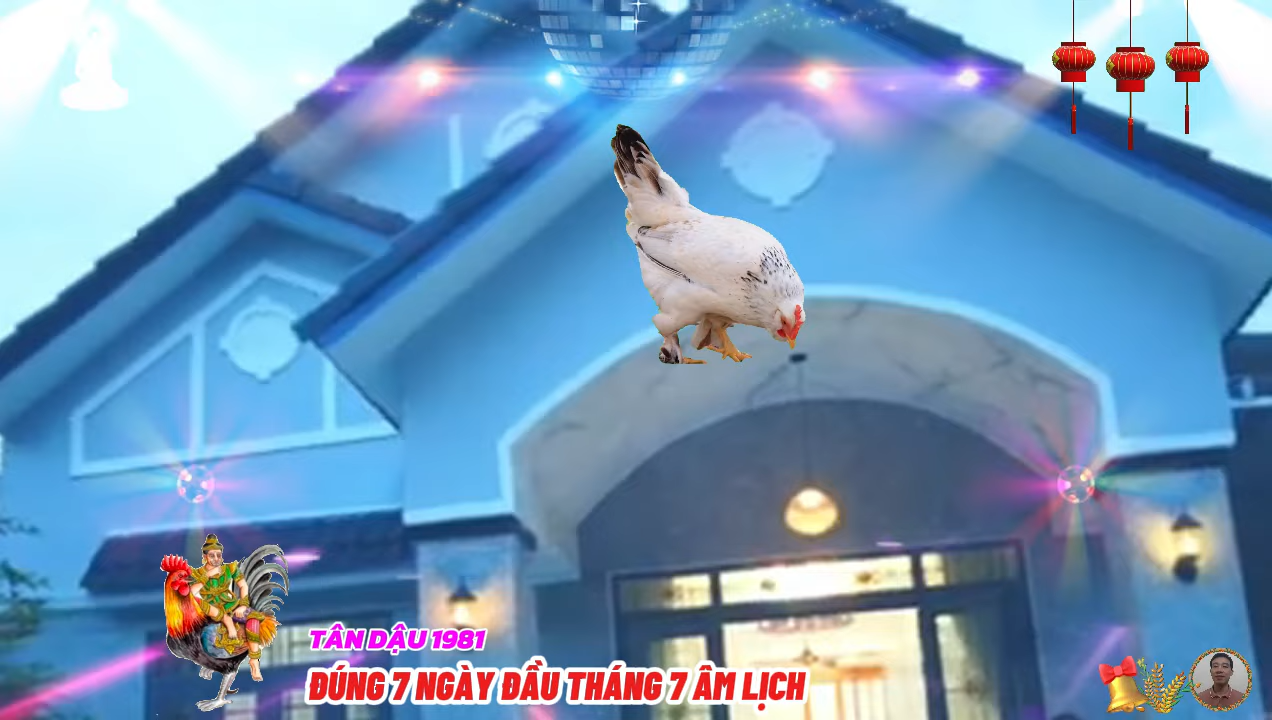 TÂN DẬU 1981
ĐÚNG 7 NGÀY ĐẦU THÁNG 7 ÂM LỊCH